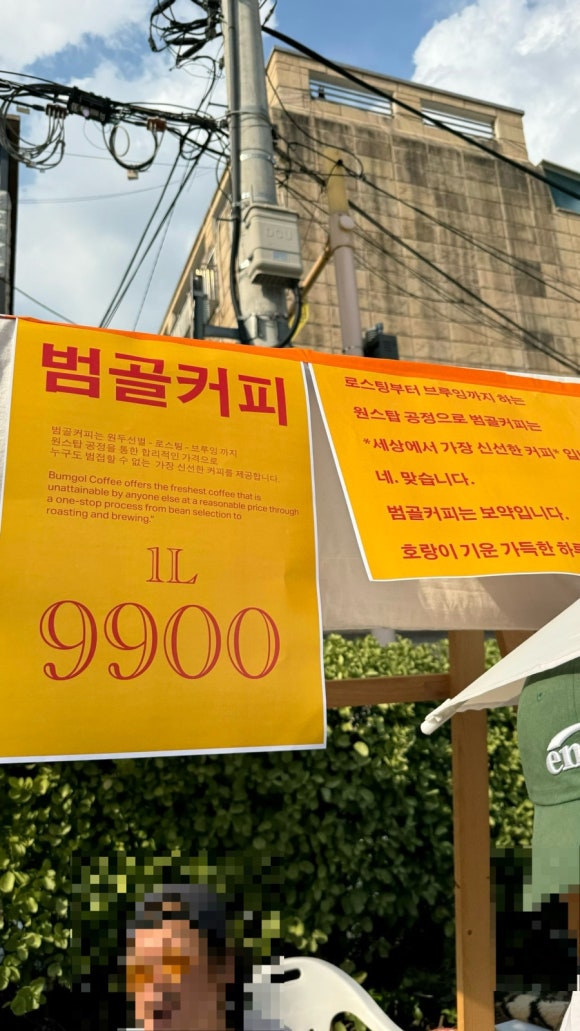 범골커피
범골커피는 원두선별 - 로스팅 - 브루잉까지
원스탑 공정을 통한 합리적인 가격으로
누구도 범접할 수 없는 가장 신선한 커피를 제공합니다.
Bumgol Coffee offers the freshest coffee that is
unattainable by anyone else at a reasonable price through
a one-stop process from bean selection to
roasting and brewing."
1L
9900
로스팅부터 브루잉까지 하는
원스탑 공정으로 범골커피는
*세상에서 가장 신선한 커피* 입
네. 맞습니다.
범골커피는 보약입니다.
호랑이 기운 가득한 하루
DCU
en